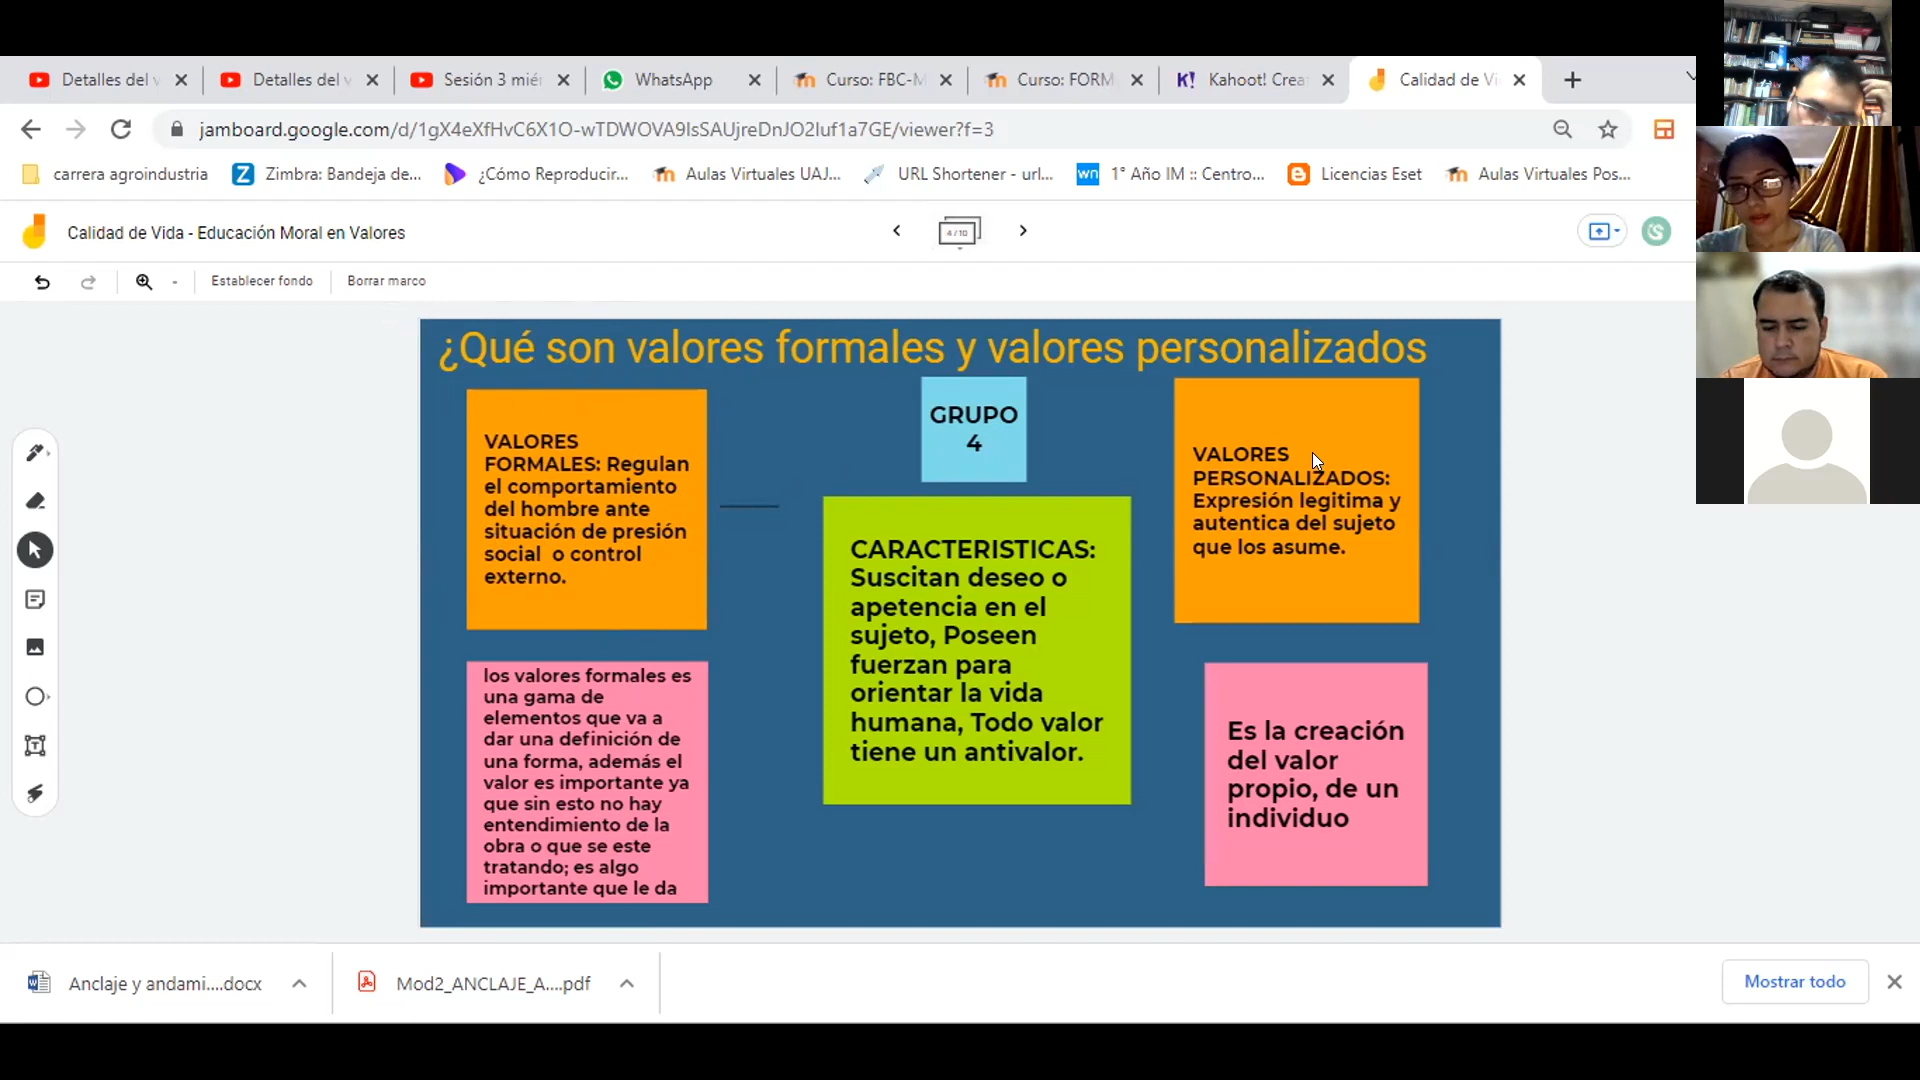 Detalles del v
Detalles del v
Sesión 3 mié
WhatsApp
Curso: FBC-M
Curso: FORM
K! Kahoot! Crea
Calidad de Vi
jamboard.google.com/d/1gX4eXfHvC6X1O-wTDWOVA9IsSAUjreDnJO2Iuf1a7GE/viewer?f=3
carrera agroindustria
Z Zimbra: Bandeja de...
¿Cómo Reproducir...
Aulas Virtuales UAJ...
URL Shortener - url...
wn 1° Año IM :: Centro...
Licencias Eset
Aulas Virtuales Pos...
Calidad de Vida - Educación Moral en Valores
4 / 10
Establecer fondo
Borrar marco
¿Qué son valores formales y valores personalizados
VALORES
FORMALES: Regulan
el comportamiento
del hombre ante
situación de presión
social o control
externo.
GRUPO
4
VALORES
PERSONALIZADOS:
Expresión legitima y
autentica del sujeto
que los asume.
CARACTERISTICAS:
Suscitan deseo o
apetencia en el
sujeto, Poseen
fuerzan para
orientar la vida
humana, Todo valor
tiene un antivalor.
los valores formales es
una gama de
elementos que va a
dar una definición de
una forma, además el
valor es importante ya
que sin esto no hay
entendimiento de la
obra o que se este
tratando; es algo
importante que le da
Es la creación
del valor
propio, de un
individuo
Anclaje y andami....docx
Mod2_ANCLAJE_A....pdf
Mostrar todo